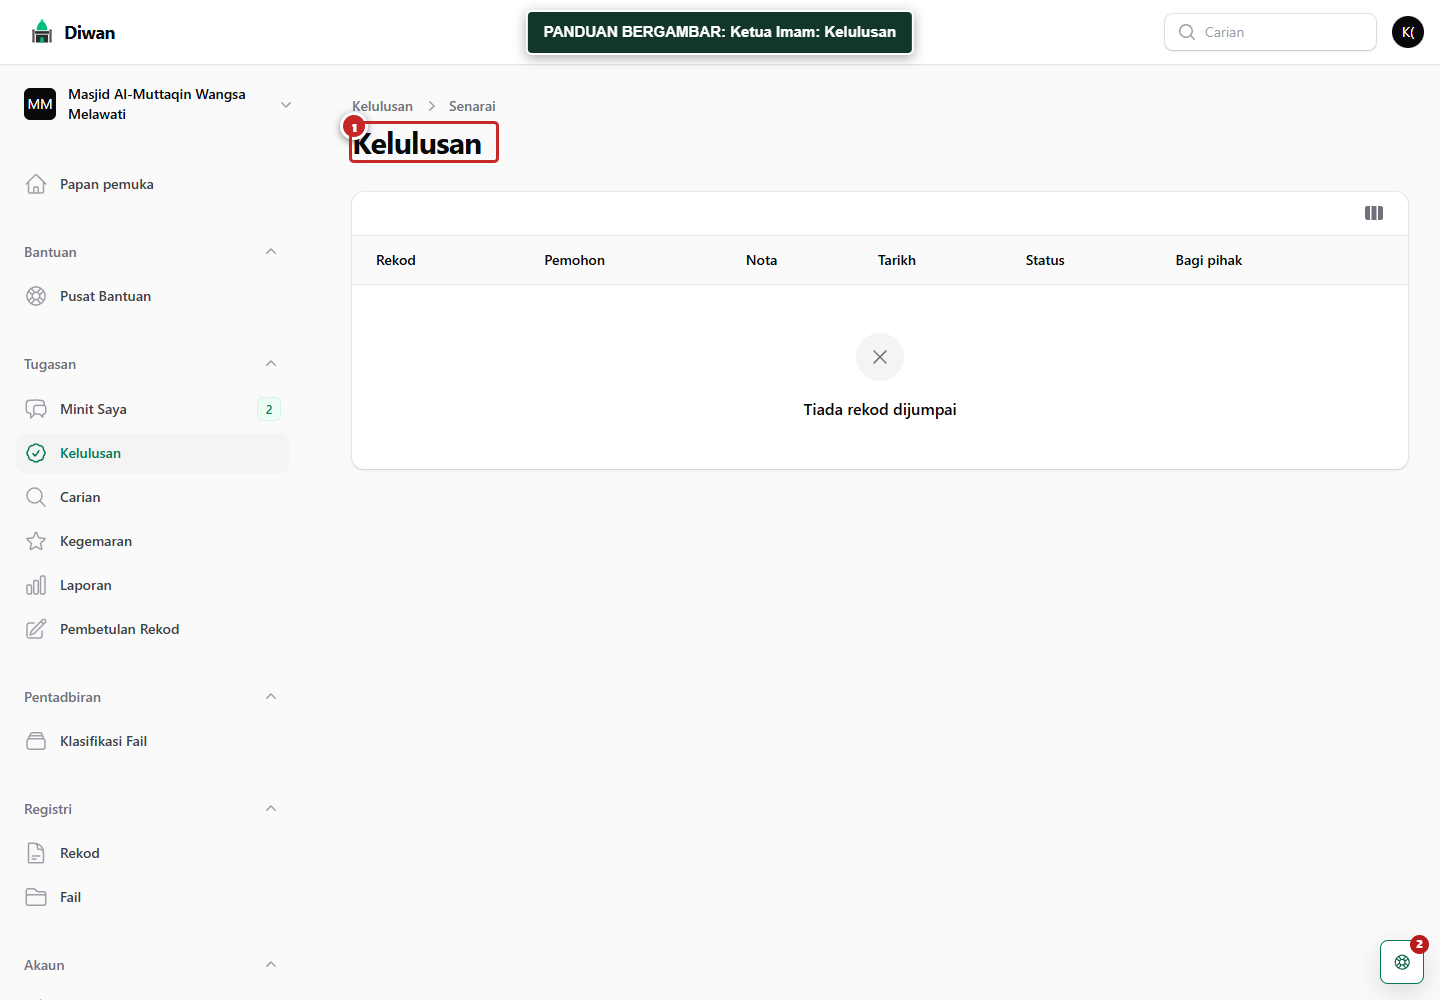 Diwan
PANDUAN BERGAMBAR: Ketua Imam: Kelulusan
Carian
K(
MM
Masjid Al-Muttaqin Wangsa
Melawati
Papan pemuka
Bantuan
Pusat Bantuan
Tugasan
Minit Saya
2
Kelulusan
Carian
Kegemaran
Laporan
Pembetulan Rekod
Pentadbiran
Klasifikasi Fail
Registri
Rekod
Fail
Akaun
Kelulusan
Senarai
1
Kelulusan
Rekod
Pemohon
Nota
Tarikh
Status
Bagi pihak
Tiada rekod dijumpai
2